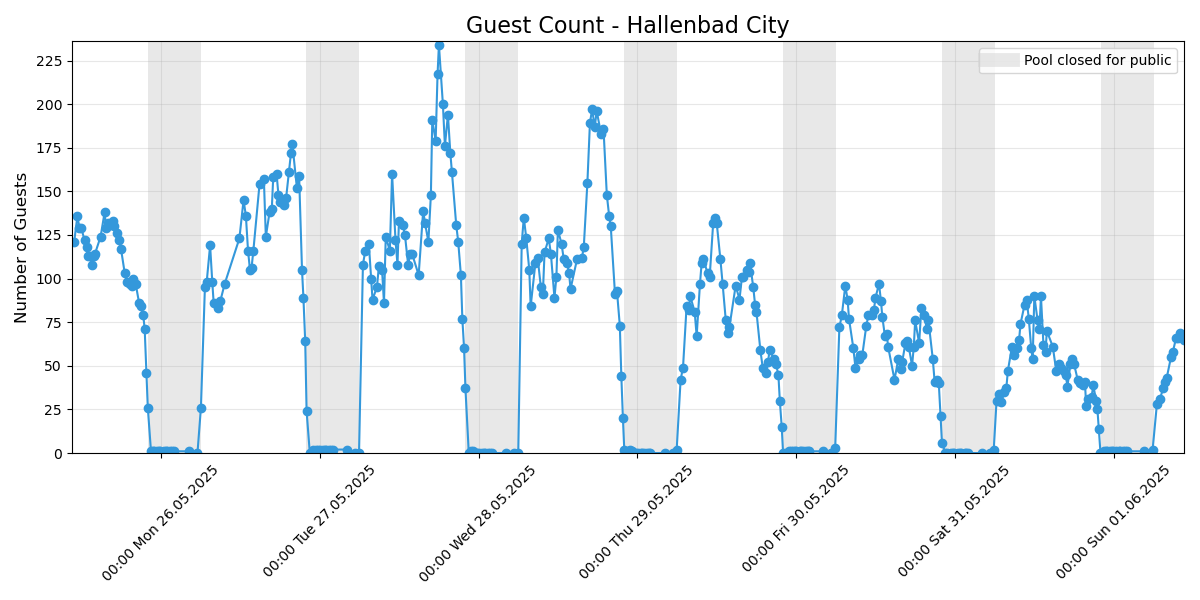 Guest Count - Hallenbad City
Pool closed for public
Number of Guests
225
200
175
150
125
100
75
50
25
0
00:00 Mon 26.05.2025
00:00 Tue 27.05.2025
00:00 Wed 28.05.2025
00:00 Thu 29.05.2025
00:00 Fri 30.05.2025
00:00 Sat 31.05.2025
00:00 Sun 01.06.2025